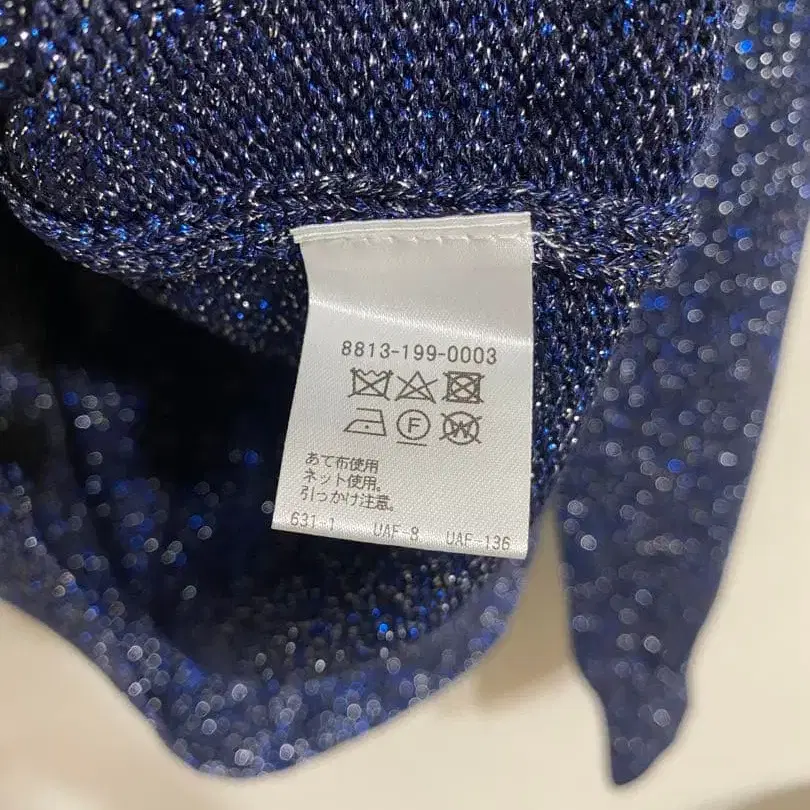 8813-199-0003
F W
あて布使用
ネット使用。
引っかけ注意。
631-1 UAF-8 UAF-136